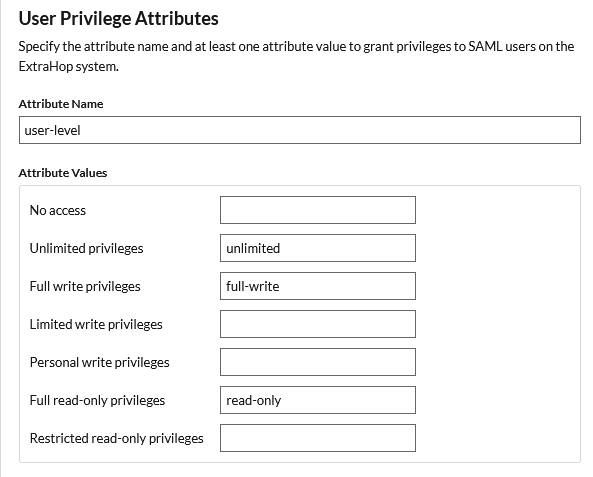 User Privilege Attributes
Specify the attribute name and at least one attribute value to grant privileges to SAML users on the
ExtraHop system.
Attribute Name
user-level
Attribute Values
No access
Unlimited privileges unlimited
Full write privileges full-write
Limited write privileges
Personal write privileges
Full read-only privileges read-only
Restricted read-only privileges